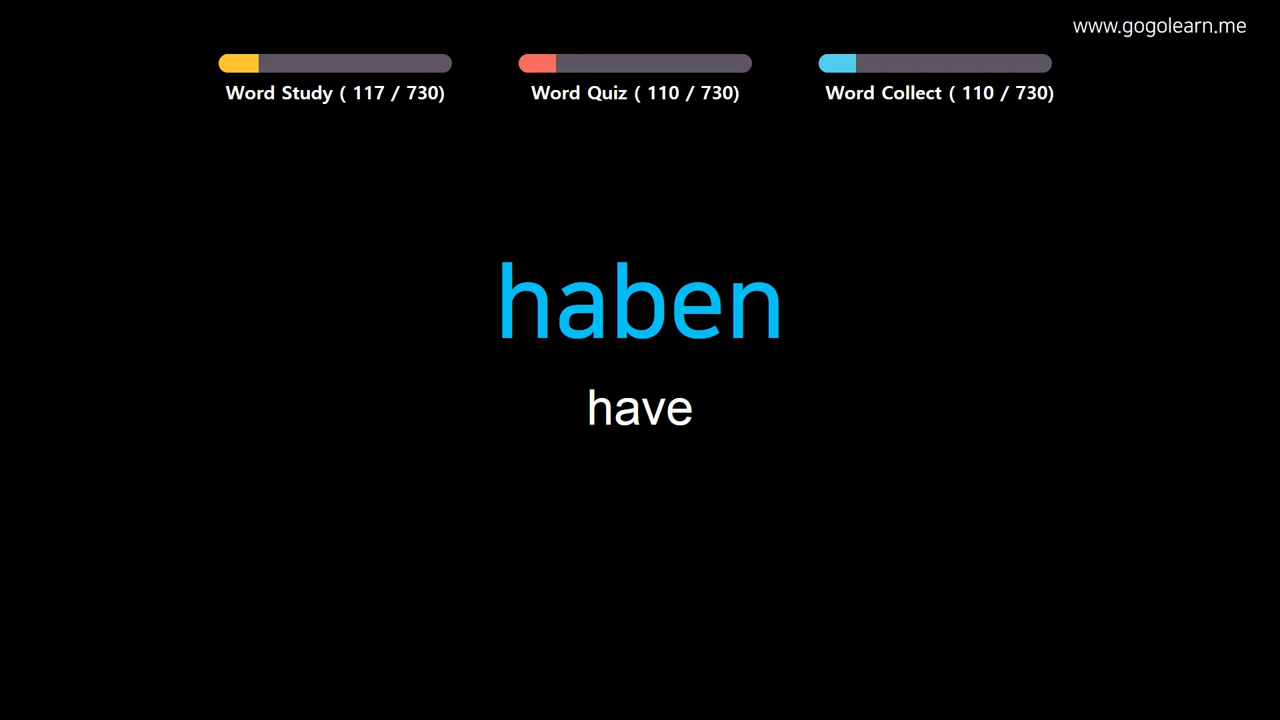 www.gogolearn.me
Word Study ( 117 / 730)
Word Quiz ( 110 / 730)
Word Collect ( 110 / 730)
haben
have